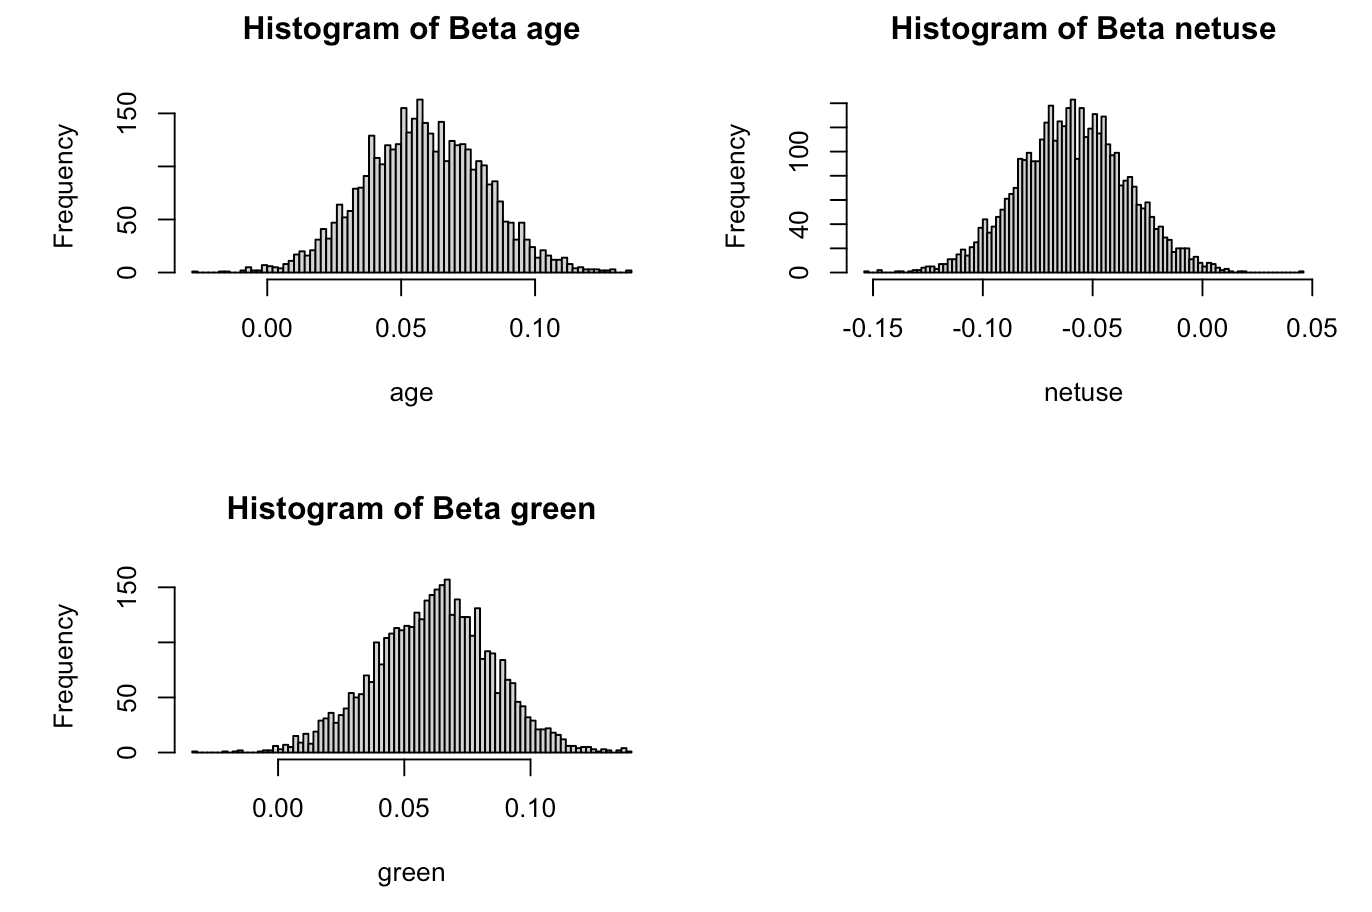 Histogram of Beta age
Frequency
0
50
150
0.00 0.05 0.10
age
Histogram of Beta netuse
Frequency
0
40
100
-0.15 -0.10 -0.05 0.00 0.05
netuse
Histogram of Beta green
Frequency
0
50
150
0.00 0.05 0.10
green